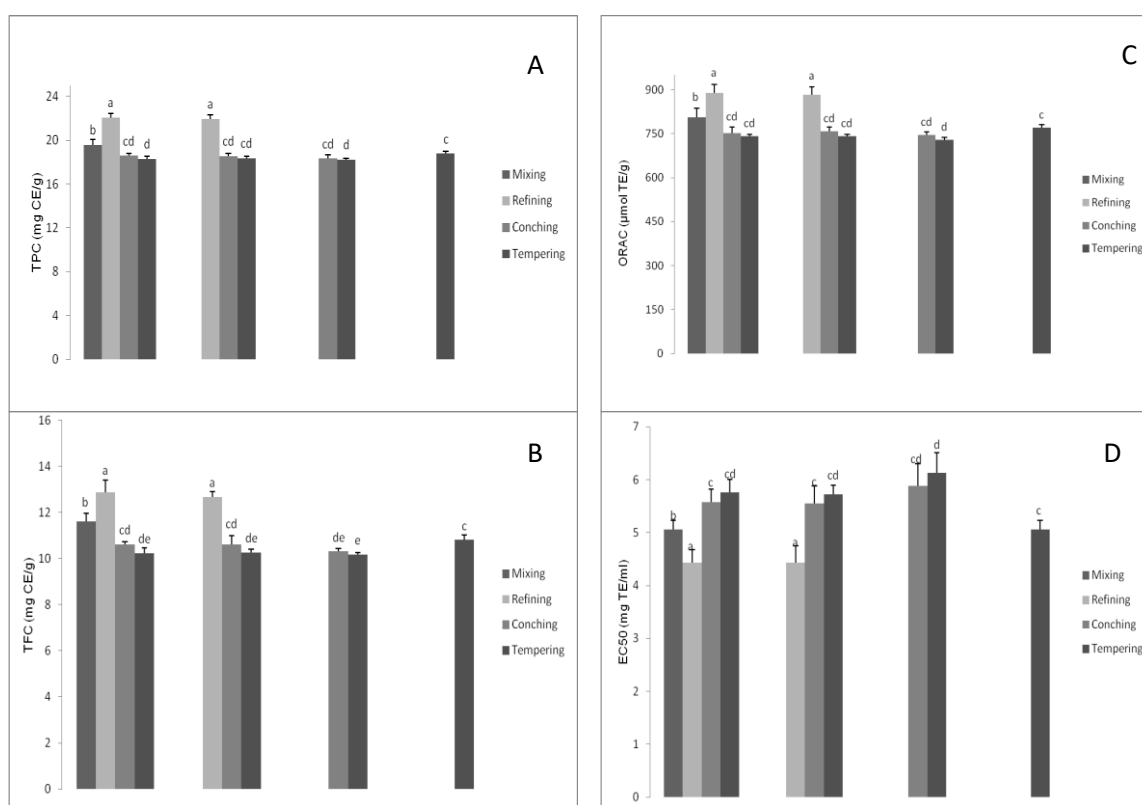 A
24
20
16
12
8
4
0
TPC (mg CE/g)
b a cd d
a cd cd
cd d
c
Mixing
Refining
Conching
Tempering
C
900
750
600
450
300
150
0
ORAC (µmol TE/g)
b a cd cd
a cd cd
cd d
c
Mixing
Refining
Conching
Tempering
B
16
14
12
10
8
6
4
2
0
TFC (mg CE/g)
b a cd de
a cd de
de e
c
Mixing
Refining
Conching
Tempering
D
7
6
5
4
3
2
1
0
EC50 (mg TE/ml)
b a c cd
a c cd
cd d
c
Mixing
Refining
Conching
Tempering